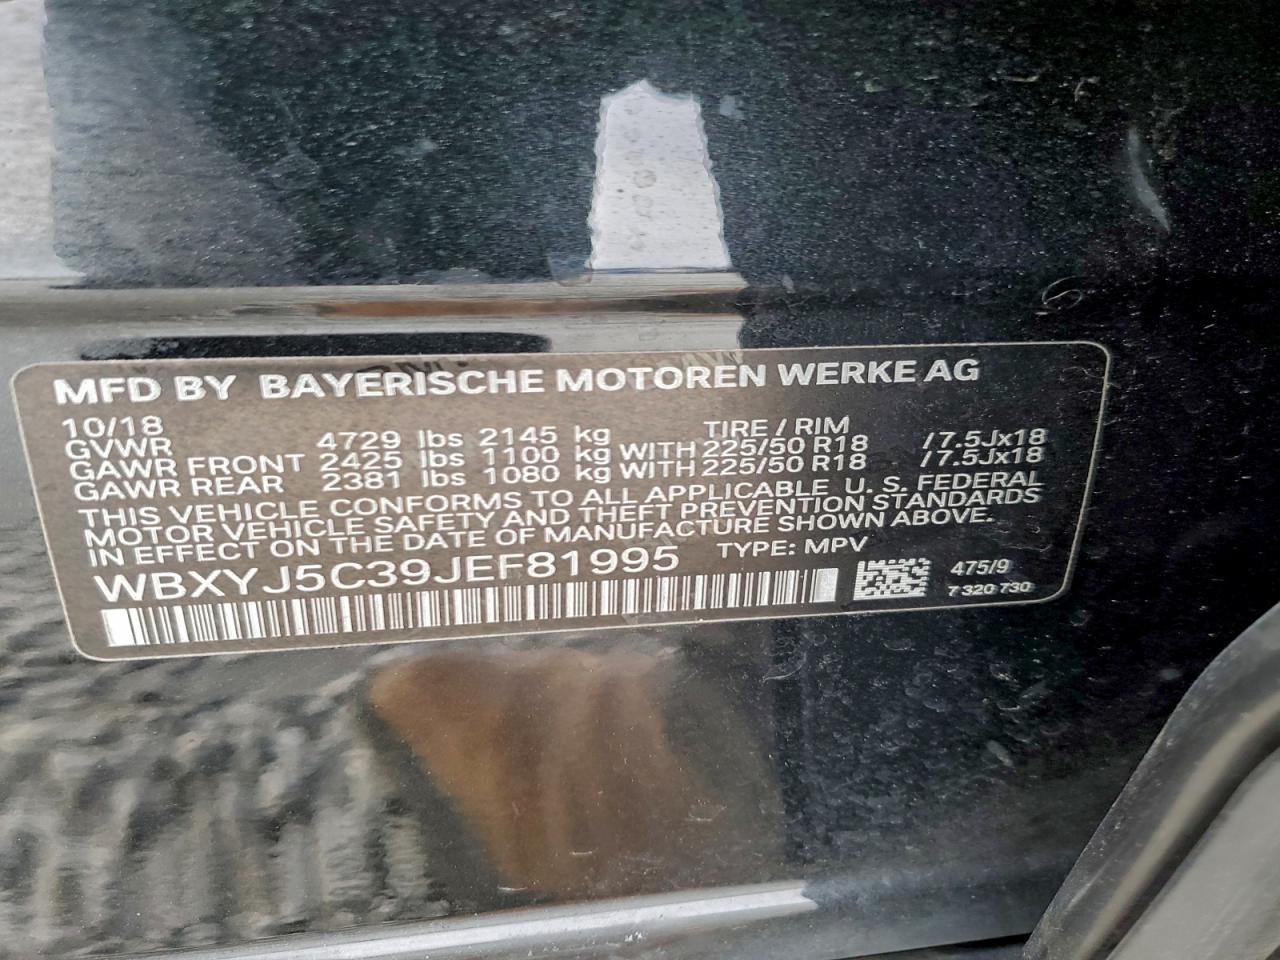 MFD BY BAYERISCHE MOTOREN WERKE AG
10/18 TIRE / RIM
GVWR 4729 lbs 2145 kg
GAWR FRONT 2425 lbs 1100 kg WITH 225/50 R18 /7.5Jx18
GAWR REAR 2381 lbs 1080 kg WITH 225/50 R18 /7.5Jx18
THIS VEHICLE CONFORMS TO ALL APPLICABLE U. S. FEDERAL
MOTOR VEHICLE SAFETY AND THEFT PREVENTION STANDARDS
IN EFFECT ON THE DATE OF MANUFACTURE SHOWN ABOVE.
WBXYJ5C39JEF81995 TYPE: MPV
475/9
7 320 730